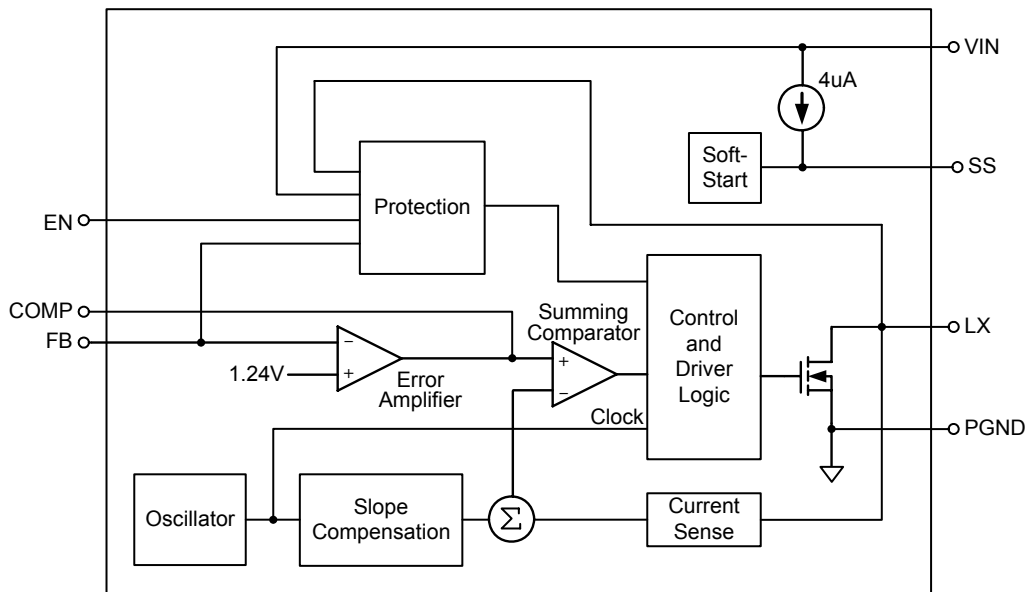 VIN
4uA
Soft-
Start
SS
Protection
EN
COMP
FB
Summing
Comparator
Control
and
Driver
Logic
LX
−
+
1.24V
Error
Amplifier
+
−
Clock
PGND
Oscillator
Slope
Compensation
Σ
Current
Sense